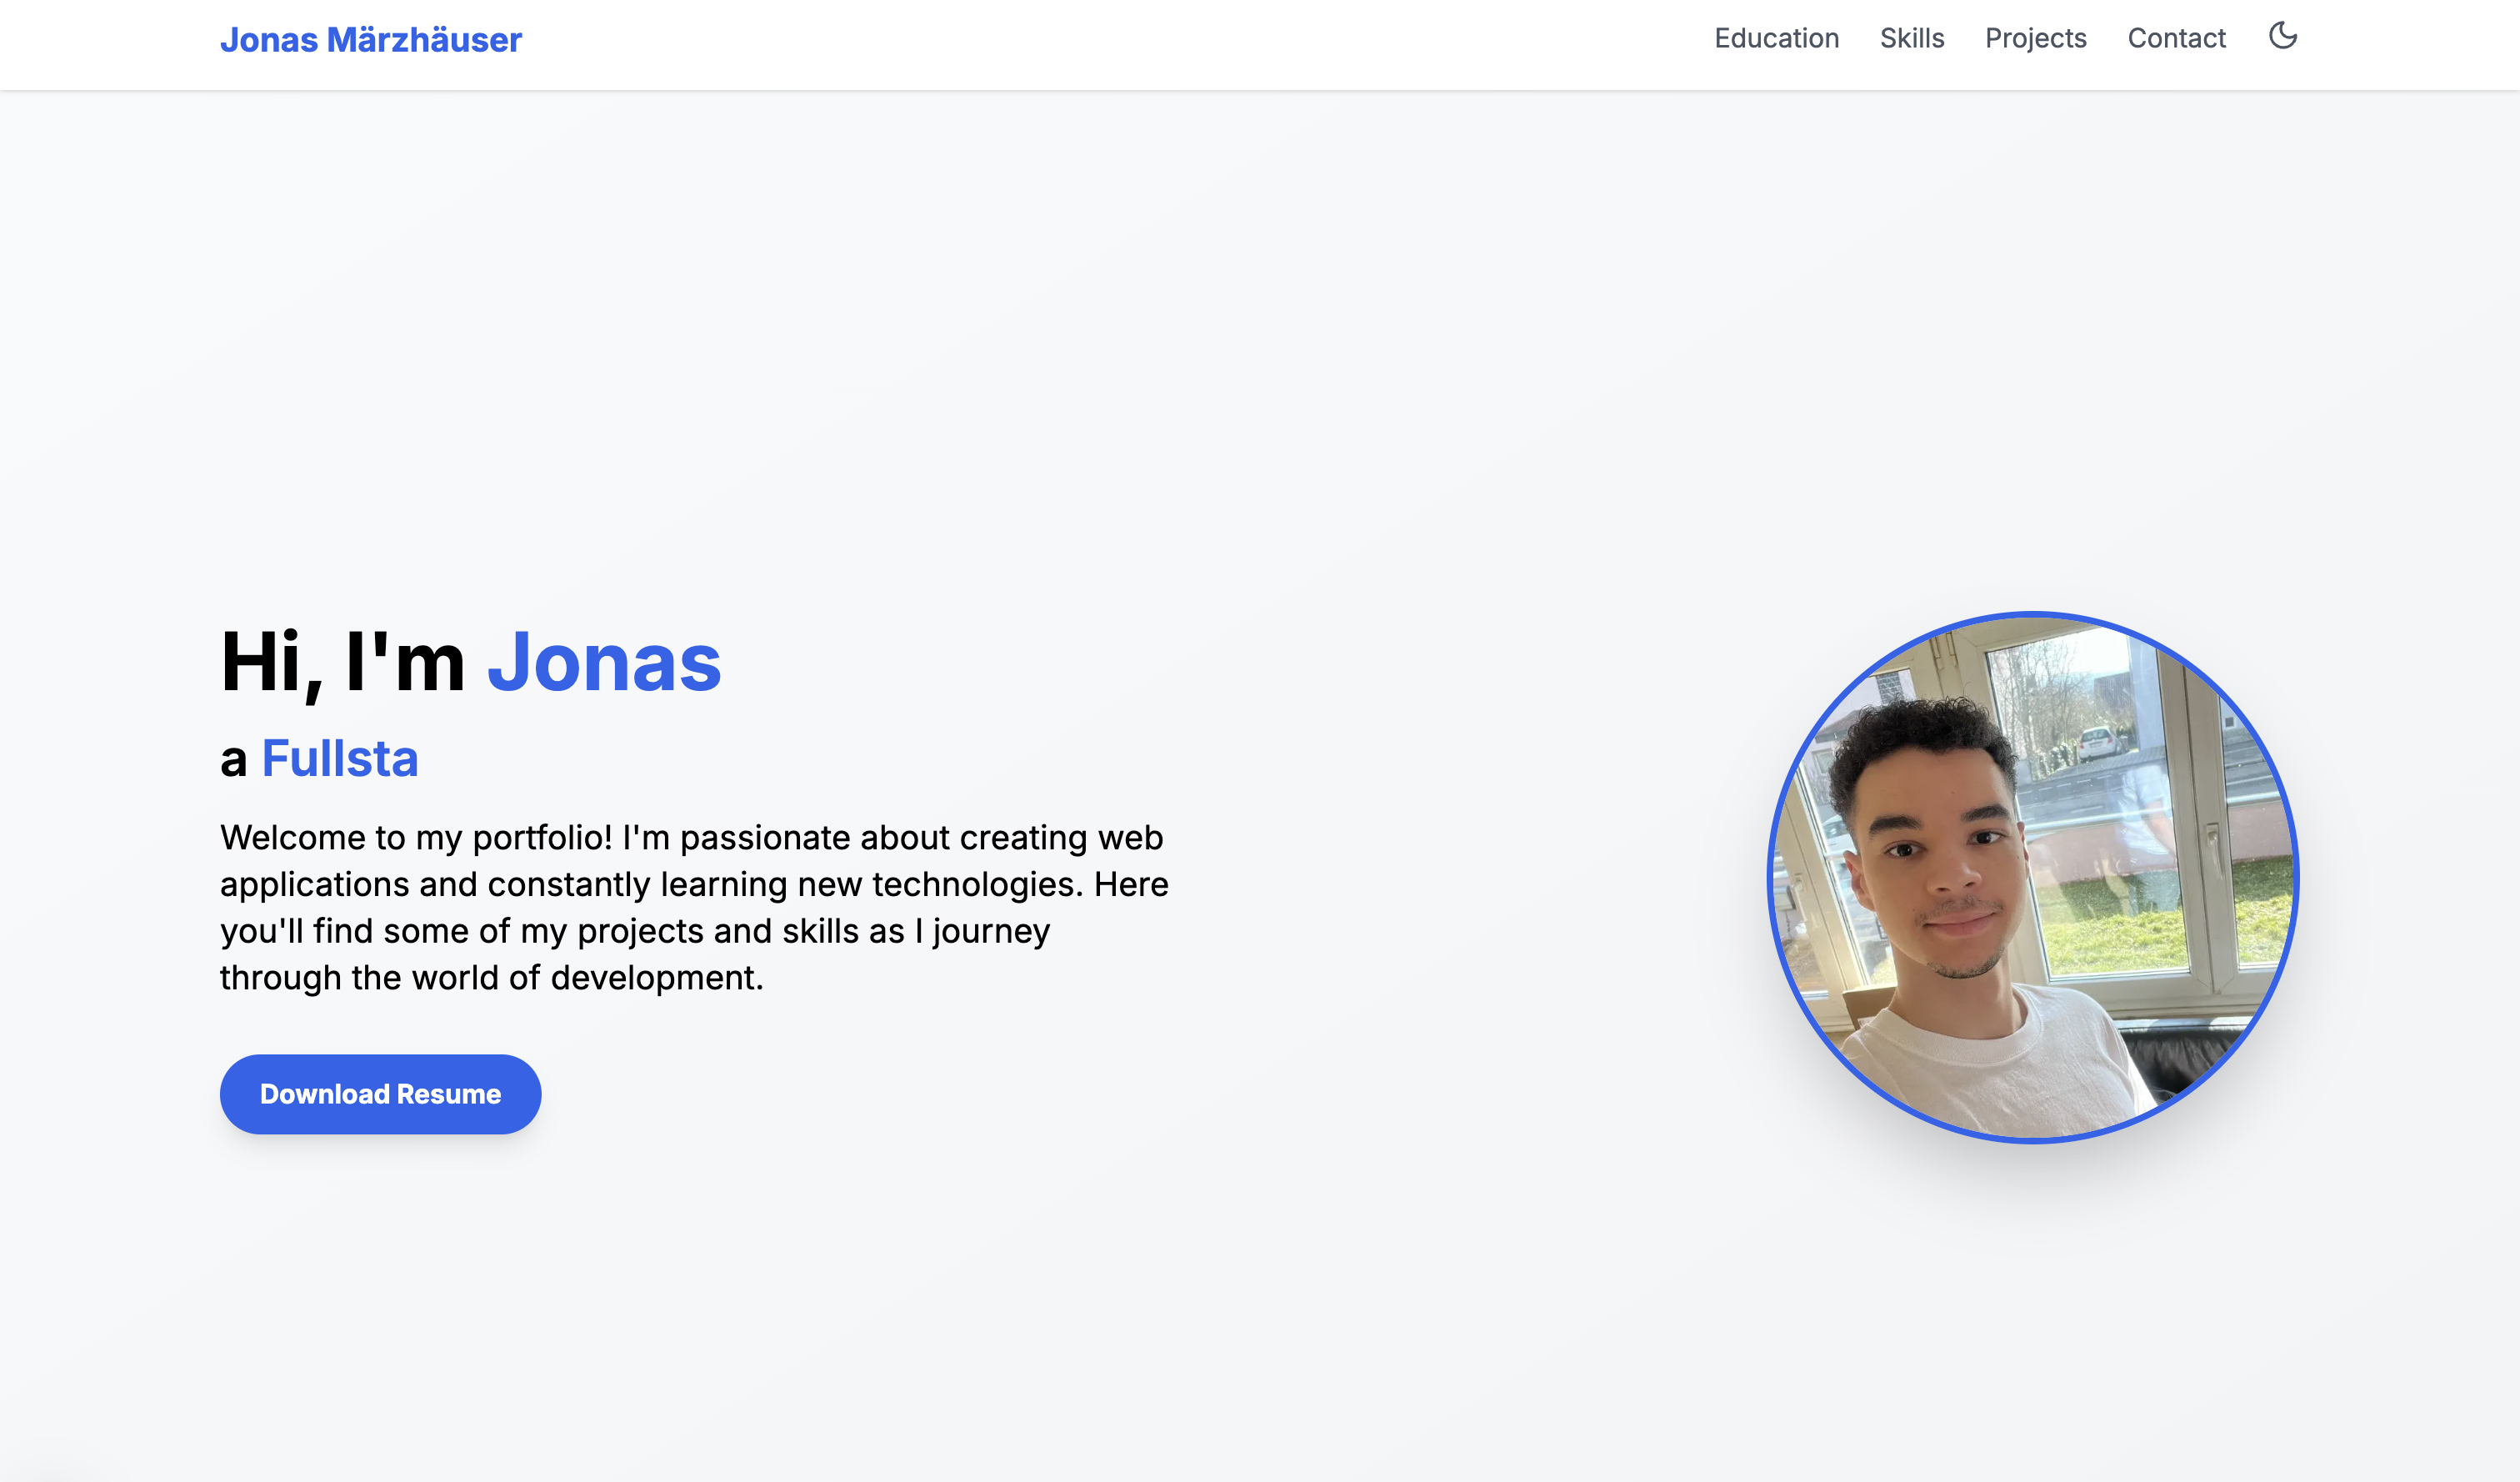 Jonas Märzhäuser
Education Skills Projects Contact
Hi, I'm Jonas
a Fullsta
Welcome to my portfolio! I'm passionate about creating web
applications and constantly learning new technologies. Here
you'll find some of my projects and skills as I journey
through the world of development.
Download Resume